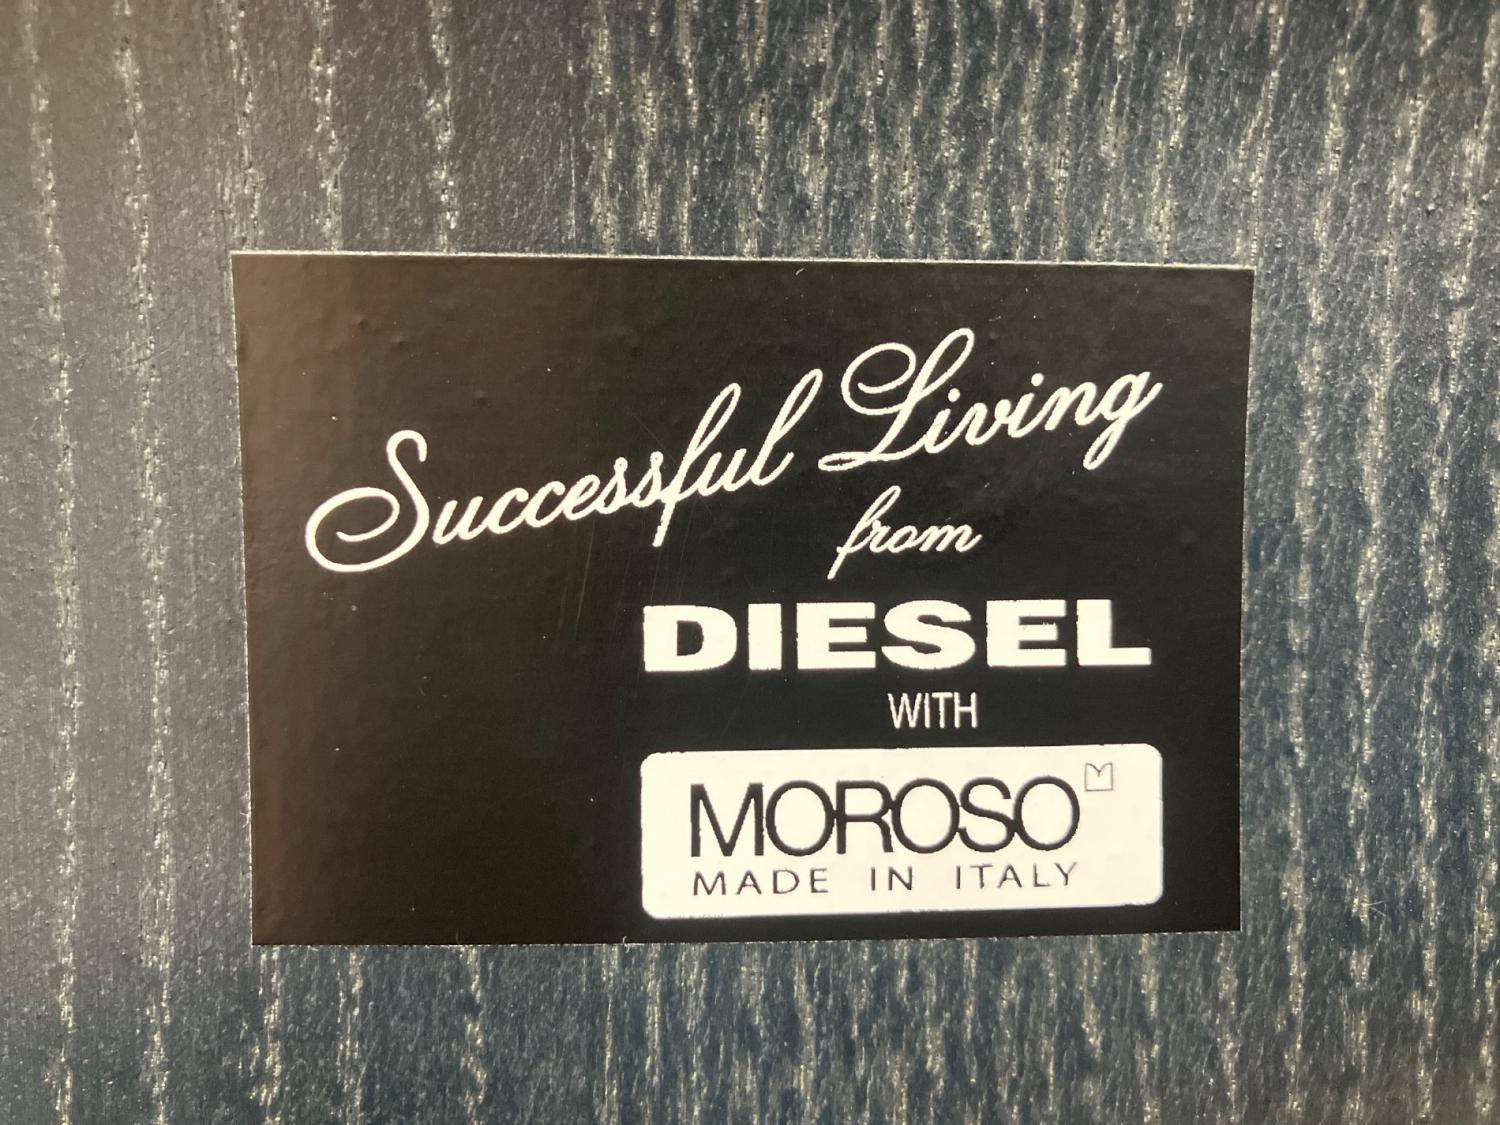 Successful Living
from
DIESEL
WITH
MOROSO
MADE IN ITALY